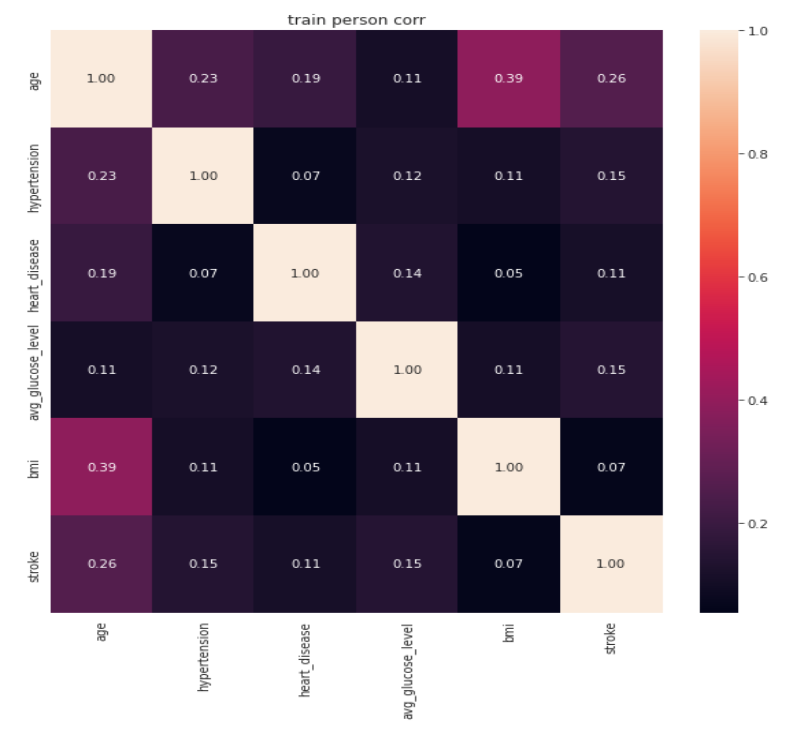 train person corr
age 1.00 0.23 0.19 0.11 0.39 0.26
hypertension 0.23 1.00 0.07 0.12 0.11 0.15
heart_disease 0.19 0.07 1.00 0.14 0.05 0.11
avg_glucose_level 0.11 0.12 0.14 1.00 0.11 0.15
bmi 0.39 0.11 0.05 0.11 1.00 0.07
stroke 0.26 0.15 0.11 0.15 0.07 1.00
age hypertension heart_disease avg_glucose_level bmi stroke
1.0
0.8
0.6
0.4
0.2